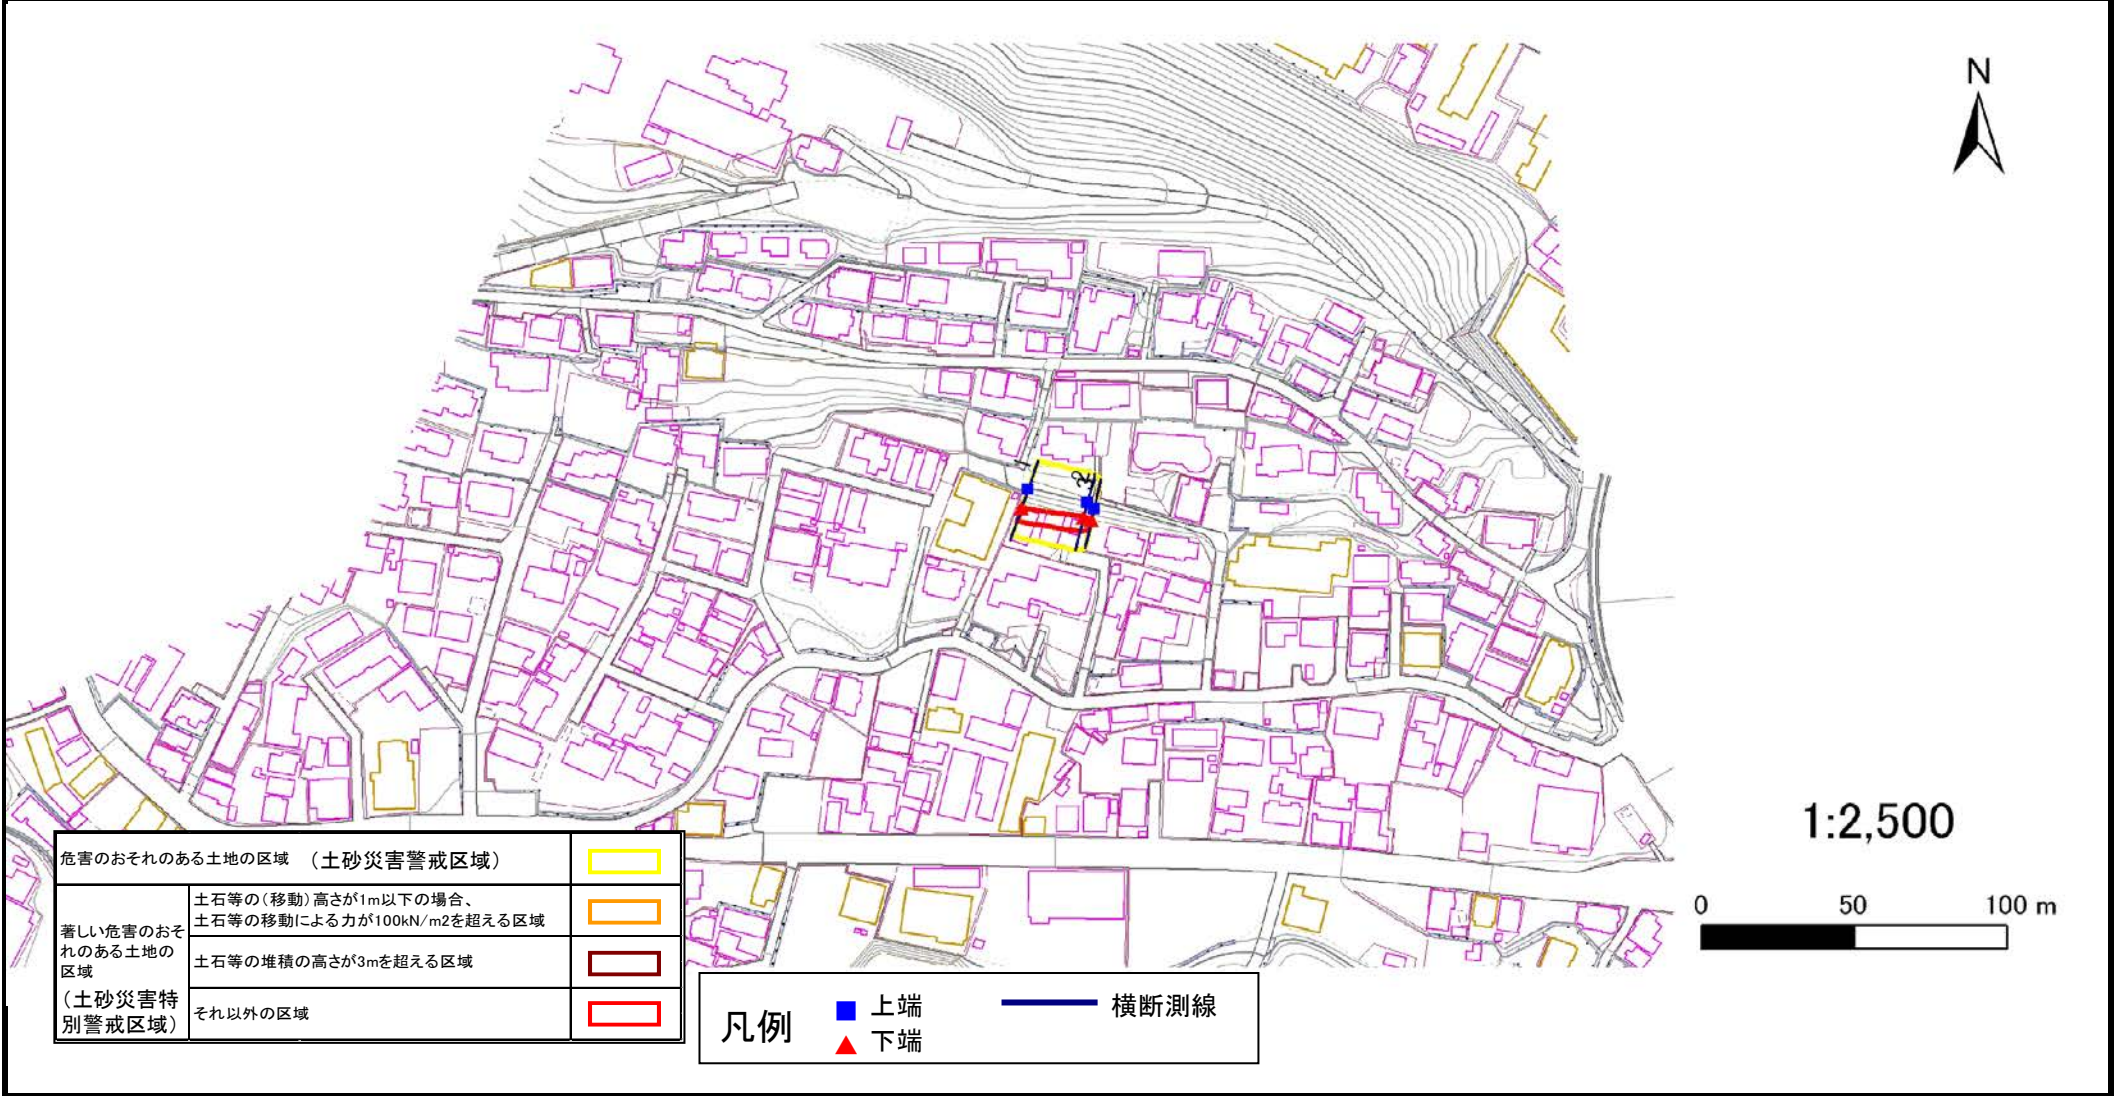 N
1
2
1:2,500
0 50 100 m
危害のおそれのある土地の区域 （土砂災害警戒区域）
著しい危害のおそ
れのある土地の
区域
（土砂災害特
別警戒区域）
土石等の（移動）高さが1m以下の場合、
土石等の移動による力が100kN/m2を超える区域
土石等の堆積の高さが3mを超える区域
それ以外の区域
凡例
上端
下端
横断測線